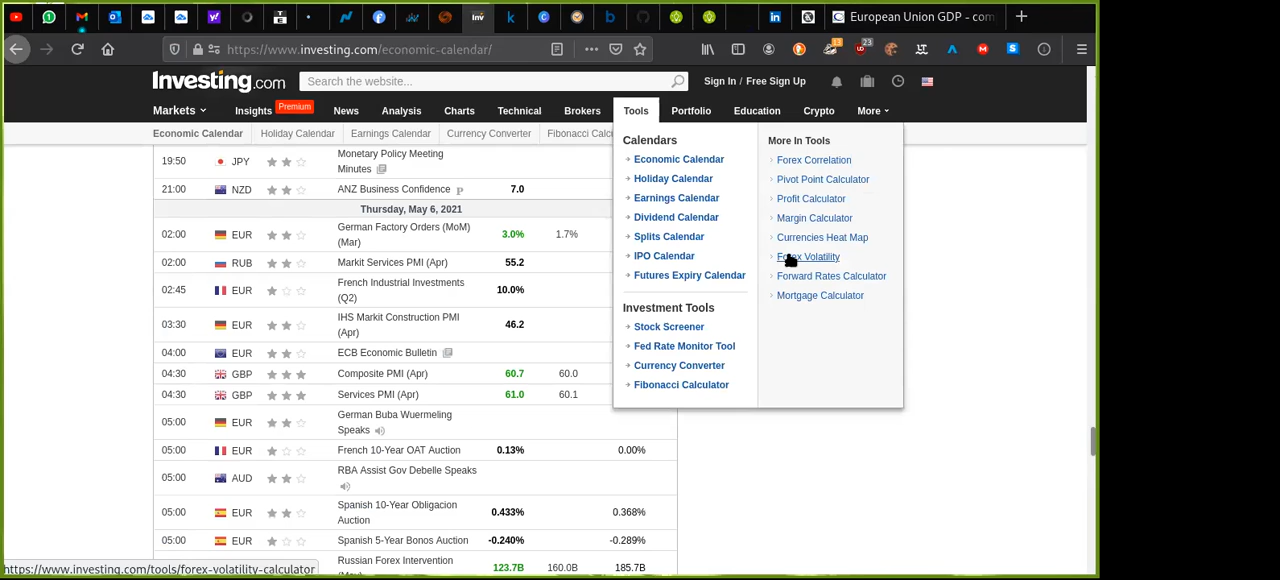 European Union GDP - com
https://www.investing.com/economic-calendar/
Investing.com
Search the website...
Sign In / Free Sign Up
Markets
Insights
Premium
News
Analysis
Charts
Technical
Brokers
Tools
Portfolio
Education
Crypto
More
Economic Calendar
Holiday Calendar
Earnings Calendar
Currency Converter
Fibonacci Calcu
Calendars
Economic Calendar
Holiday Calendar
Earnings Calendar
Dividend Calendar
Splits Calendar
IPO Calendar
Futures Expiry Calendar
Investment Tools
Stock Screener
Fed Rate Monitor Tool
Currency Converter
Fibonacci Calculator
More In Tools
Forex Correlation
Pivot Point Calculator
Profit Calculator
Margin Calculator
Currencies Heat Map
Forex Volatility
Forward Rates Calculator
Mortgage Calculator
19:50 JPY Monetary Policy Meeting
Minutes
21:00 NZD ANZ Business Confidence P 7.0
Thursday, May 6, 2021
02:00 EUR German Factory Orders (MoM) 3.0% 1.7%
(Mar)
02:00 RUB Markit Services PMI (Apr) 55.2
02:45 EUR French Industrial Investments 10.0%
(Q2)
03:30 EUR IHS Markit Construction PMI 46.2
(Apr)
04:00 EUR ECB Economic Bulletin
04:30 GBP Composite PMI (Apr) 60.7 60.0
04:30 GBP Services PMI (Apr) 61.0 60.1
05:00 EUR German Buba Wuermeling
Speaks
05:00 EUR French 10-Year OAT Auction 0.13% 0.00%
05:00 AUD RBA Assist Gov Debelle Speaks
05:00 EUR Spanish 10-Year Obligacion 0.433% 0.368%
Auction
05:00 EUR Spanish 5-Year Bonos Auction -0.240% -0.289%
Russian Forex Intervention
123.7B 160.0B 185.7B
https://www.investing.com/tools/forex-volatility-calculator